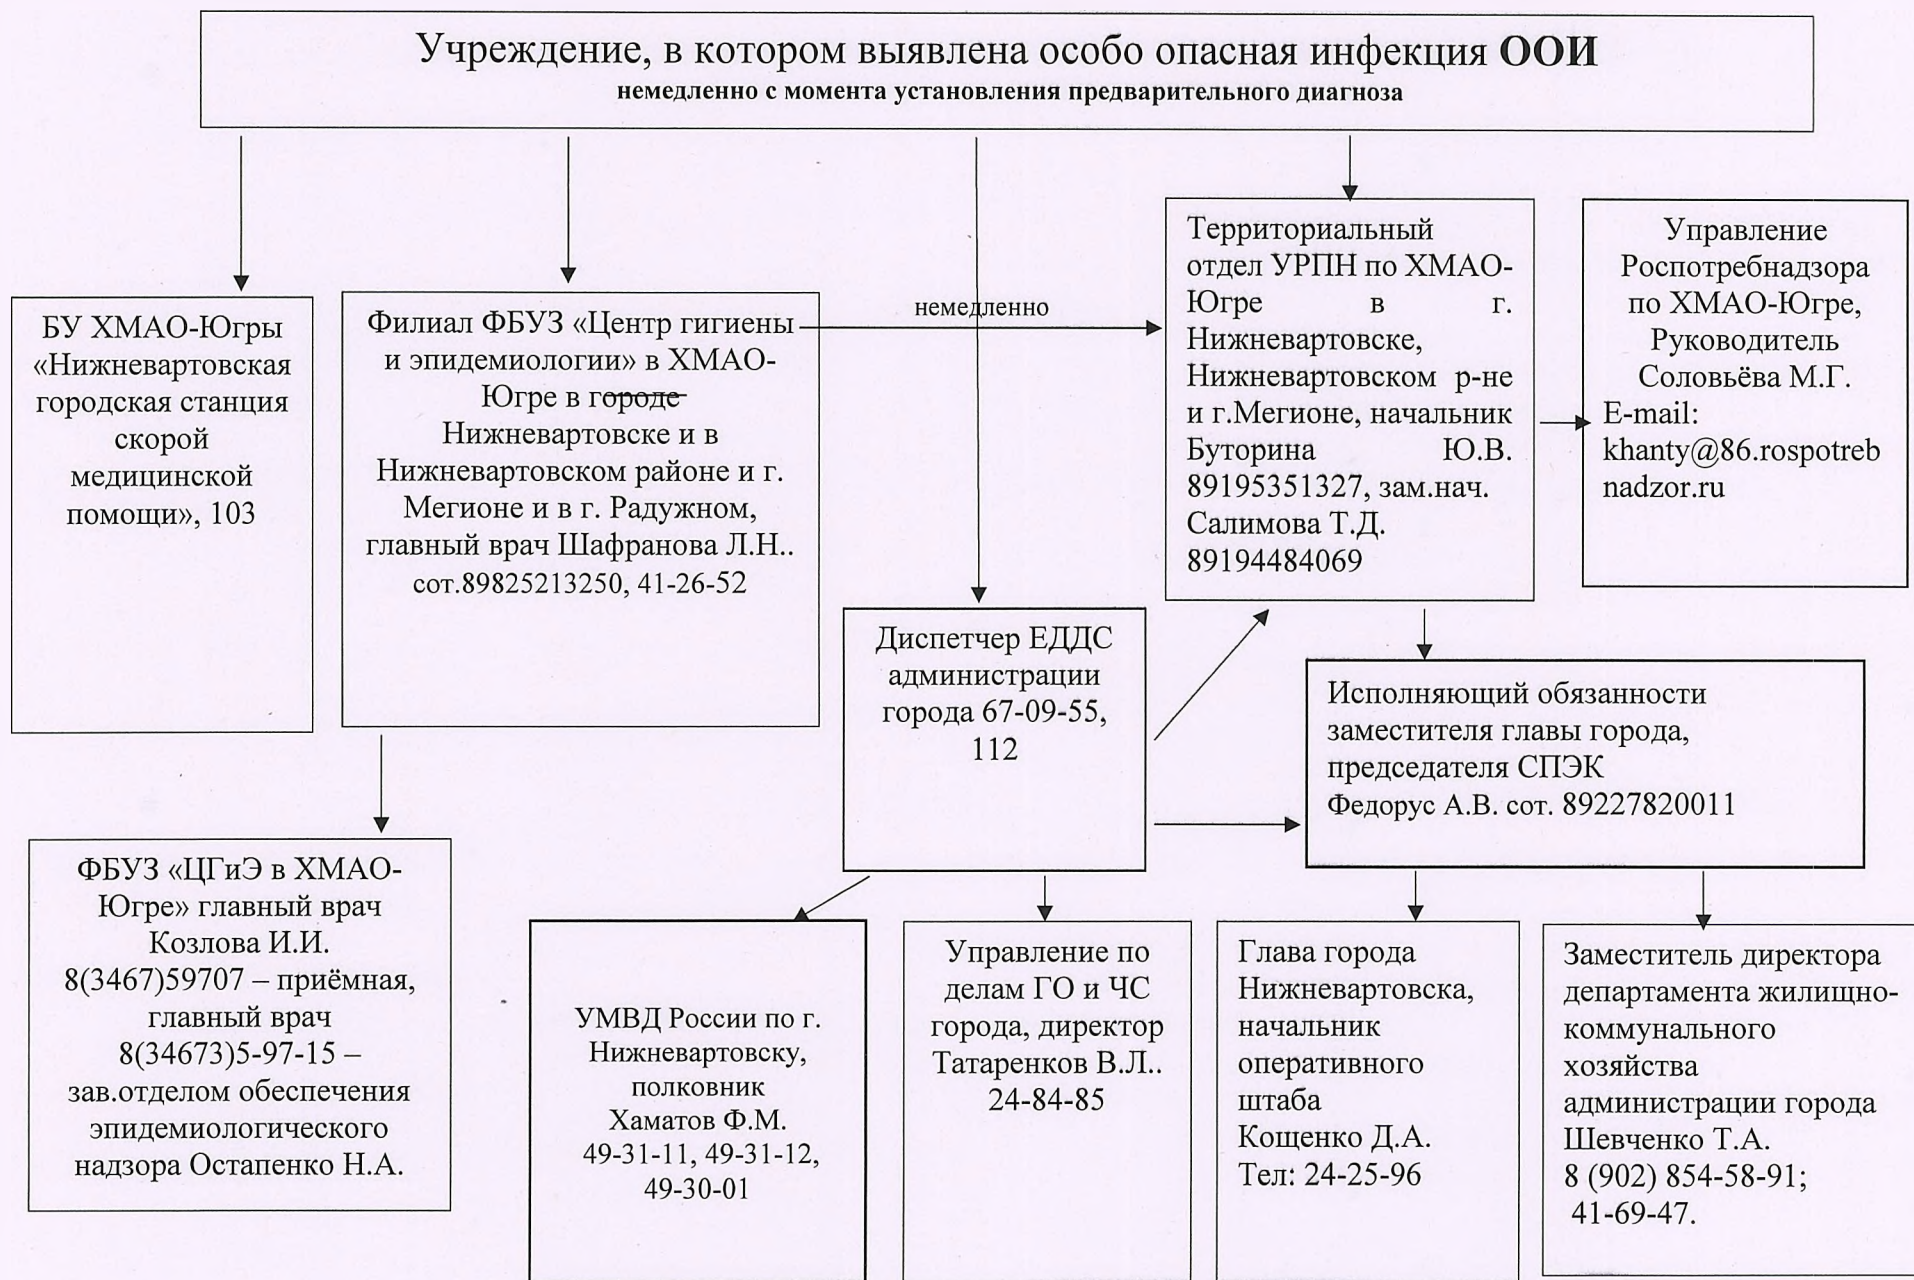 Учреждение, в котором выявлена особо опасная инфекция ООИ
немедленно с момента установления предварительного диагноза
БУ ХМАО-Югры
«Нижневартовская
городская станция
скорой
медицинской
помощи», 103
Филиал ФБУЗ «Центр гигиены
и эпидемиологии» в ХМАО-
Югре в городе
Нижневартовске и в
Нижневартовском районе и г.
Мегионе и в г. Радужном,
главный врач Шафранова Л.Н..
сот.89825213250, 41-26-52
немедленно
Территориальный
отдел УРПН по ХМАО-
Югре в г.
Нижневартовске,
Нижневартовском р-не
и г.Мегионе, начальник
Буторина Ю.В.
89195351327, зам.нач.
Салимова Т.Д.
89194484069
Управление
Роспотребнадзора
по ХМАО-Югре,
Руководитель
Соловьёва М.Г.
E-mail:
khanty@86.rospotreb
nadzor.ru
Диспетчер ЕДДС
администрации
города 67-09-55,
112
Исполняющий обязанности
заместителя главы города,
председателя СПЭК
Федорус А.В. сот. 89227820011
ФБУЗ «ЦГиЭ в ХМАО-
Югре» главный врач
Козлова И.И.
8(3467)59707 – приёмная,
главный врач
8(34673)5-97-15 –
зав.отделом обеспечения
эпидемиологического
надзора Остапенко Н.А.
УМВД России по г.
Нижневартовску,
полковник
Хаматов Ф.М.
49-31-11, 49-31-12,
49-30-01
Управление по
делам ГО и ЧС
города, директор
Татаренков В.Л..
24-84-85
Глава города
Нижневартовска,
начальник
оперативного
штаба
Кощенко Д.А.
Тел: 24-25-96
Заместитель директора
департамента жилищно-
коммунального
хозяйства
администрации города
Шевченко Т.А.
8 (902) 854-58-91;
41-69-47.